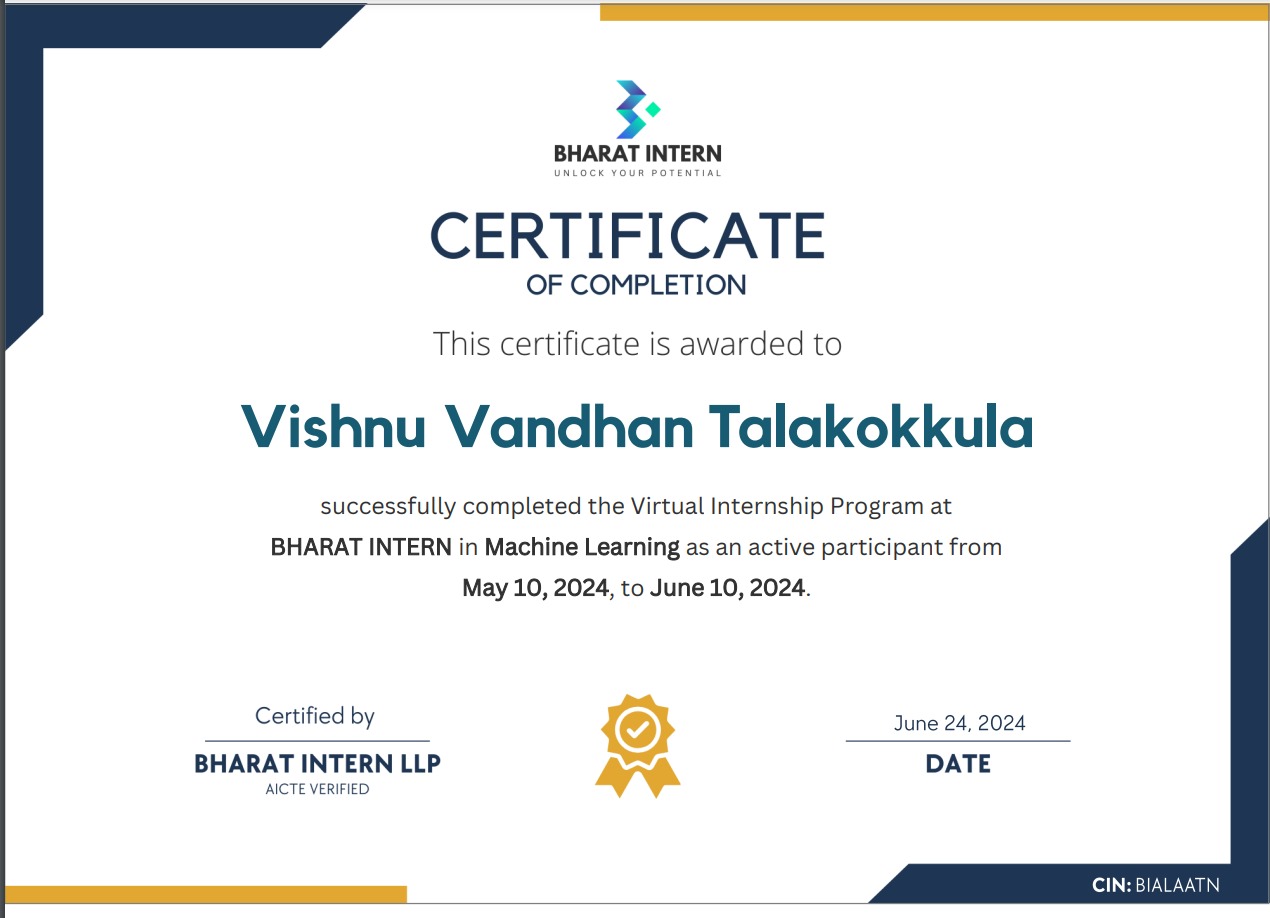 BHARAT INTERN
UNLOCK YOUR POTENTIAL
CERTIFICATE
OF COMPLETION
This certificate is awarded to
Vishnu Vandhan Talakokkula
successfully completed the Virtual Internship Program at
BHARAT INTERN in Machine Learning as an active participant from
May 10, 2024, to June 10, 2024.
Certified by
BHARAT INTERN LLP
AICTE VERIFIED
June 24, 2024
DATE
CIN: BIALAATN